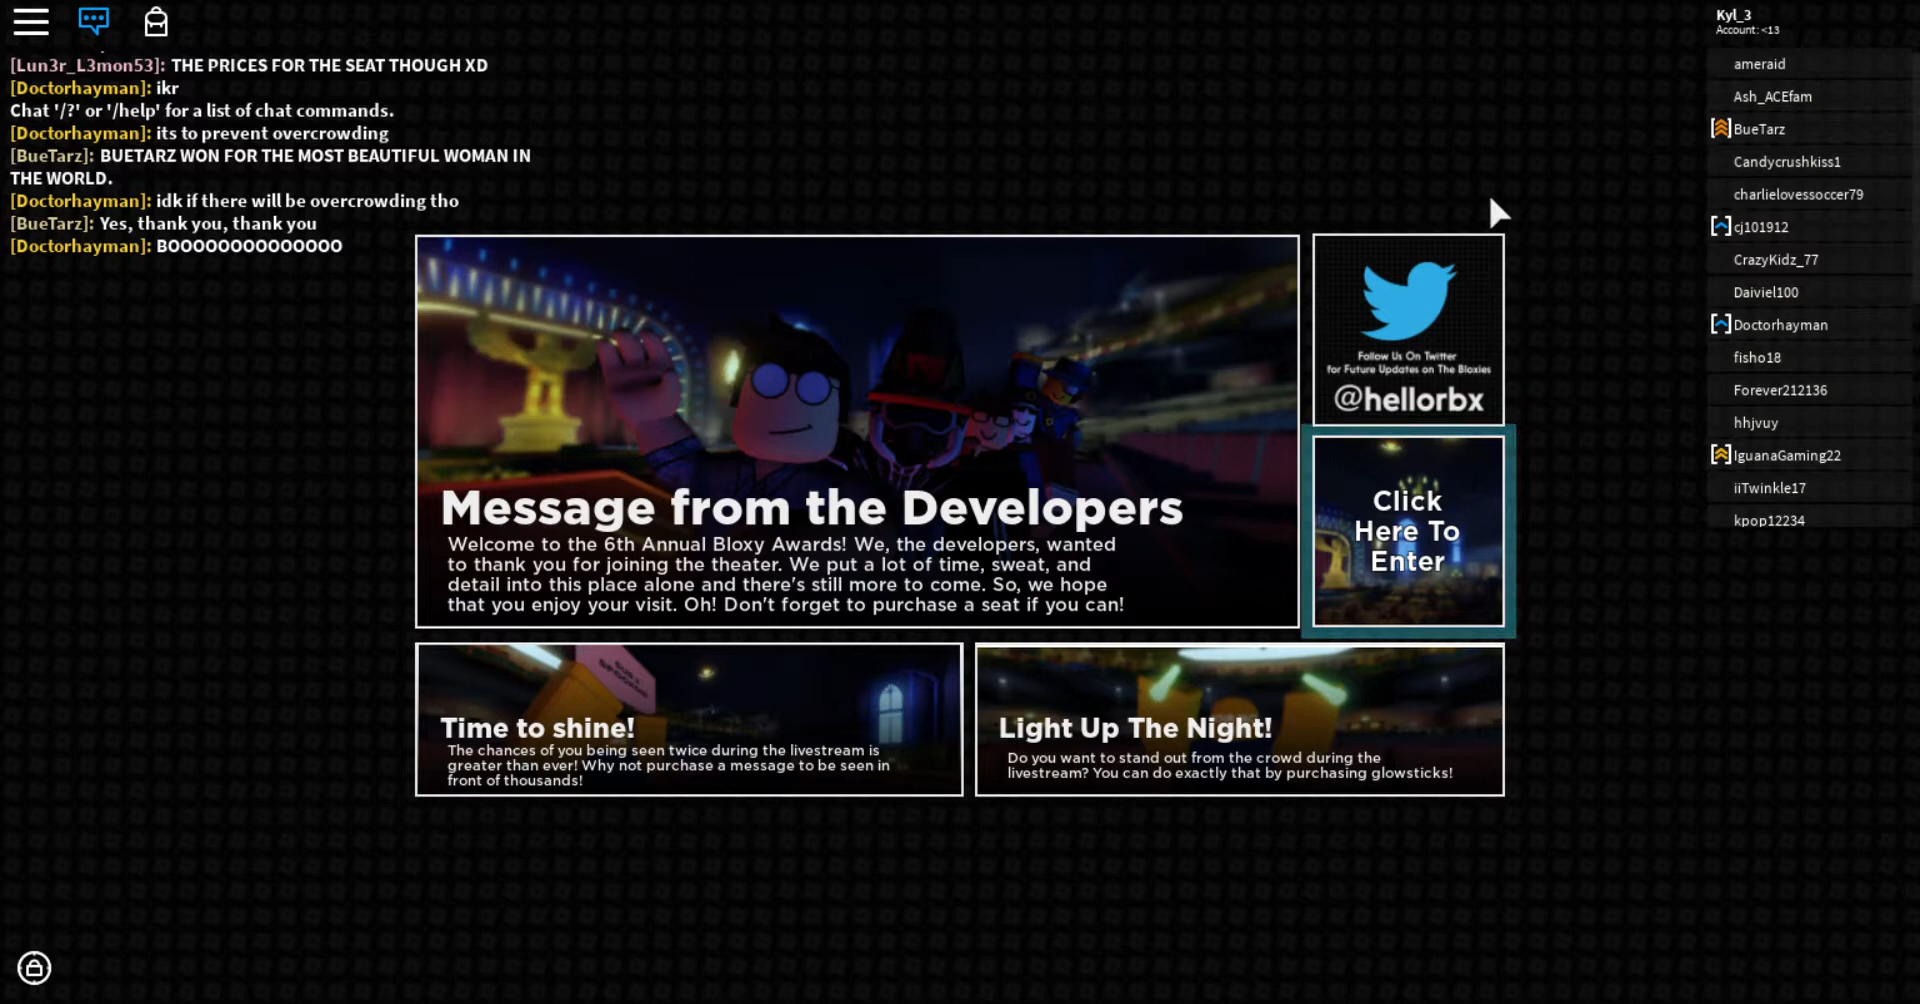 [Lun3r_L3mon53]: THE PRICES FOR THE SEAT THOUGH XD
[Doctorhayman]: ikr
Chat '/?' or '/help' for a list of chat commands.
[Doctorhayman]: its to prevent overcrowding
[BueTarz]: BUETARZ WON FOR THE MOST BEAUTIFUL WOMAN IN
THE WORLD.
[Doctorhayman]: idk if there will be overcrowding tho
[BueTarz]: Yes, thank you, thank you
[Doctorhayman]: BOOOOOOOOOOOOOO
Message from the Developers
Welcome to the 6th Annual Bloxy Awards! We, the developers, wanted
to thank you for joining the theater. We put a lot of time, sweat, and
detail into this place alone and there's still more to come. So, we hope
that you enjoy your visit. Oh! Don't forget to purchase a seat if you can!
Follow Us On Twitter
for Future Updates on The Bloxies
@hellorbx
Click
Here To
Enter
Time to shine!
The chances of you being seen twice during the livestream is
greater than ever! Why not purchase a message to be seen in
front of thousands!
Light Up The Night!
Do you want to stand out from the crowd during the
livestream? You can do exactly that by purchasing glowsticks!
Kyl_3
Account: <13
ameraid
Ash_ACEfam
BueTarz
Candycrushkiss1
charlielovessoccer79
cj101912
CrazyKidz_77
Daiviel100
Doctorhayman
fisho18
Forever212136
hhjvuy
IguanaGaming22
iiTwinkle17
kpop12234